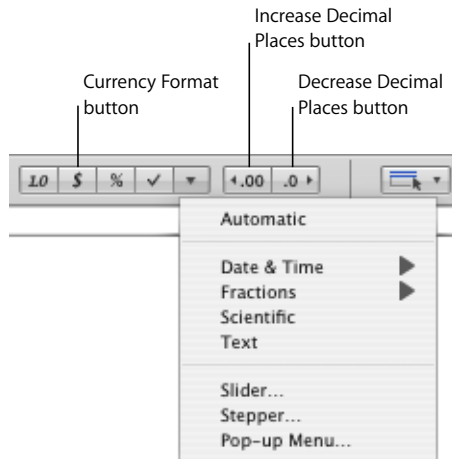 Increase Decimal
Places button
Currency Format
button
Decrease Decimal
Places button
1.0 $ % ✓ ▼ .00 .0
Automatic
Date & Time
Fractions
Scientific
Text
Slider...
Stepper...
Pop-up Menu...